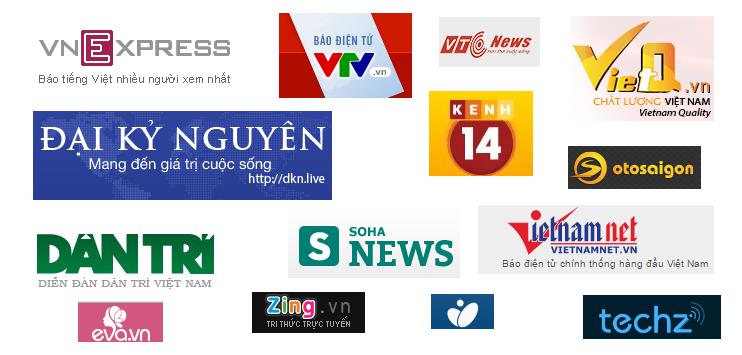 VNEXPRESS
Báo tiếng Việt nhiều người xem nhất
BÁO ĐIỆN TỬ
VTV.vn
VTC News
VietQ.vn
CHẤT LƯỢNG VIỆT NAM
Vietnam Quality
KENH
14
ĐẠI KỶ NGUYÊN
Mang đến giá trị cuộc sống
http://dkn.live
S otosaigon
DÂN TRÍ
DIỄN ĐÀN DÂN TRÍ VIỆT NAM
S SOHA
NEWS
Vietnamnet
VIETNAMNET.VN
Báo điện tử chính thống hàng đầu Việt Nam
eva.vn
Zing.vn
TRI THỨC TRỰC TUYẾN
techz